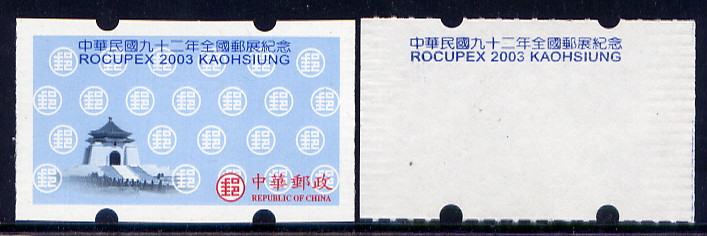 中華民國九十二年全國郵展紀念
ROCUPEX 2003 KAOHSIUNG
郵 中華郵政
REPUBLIC OF CHINA
中華民國九十二年全國郵展紀念
ROCUPEX 2003 KAOHSIUNG